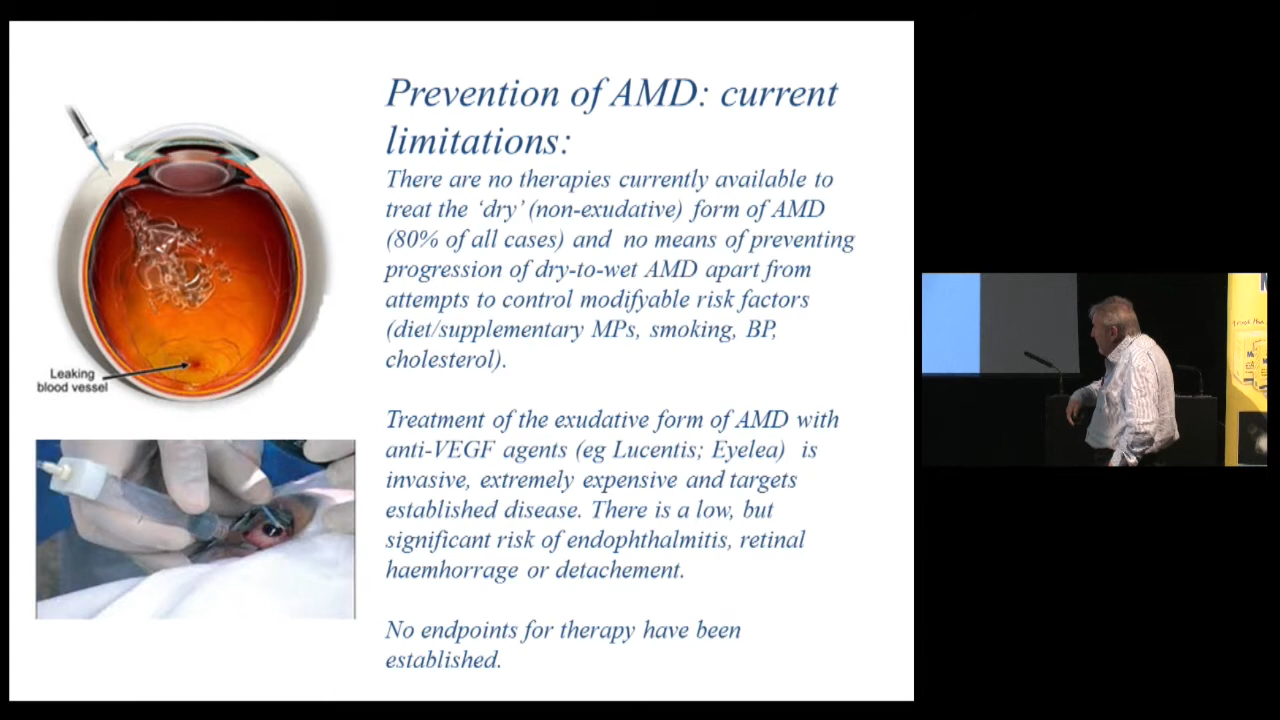 Prevention of AMD: current
limitations:
There are no therapies currently available to
treat the ‘dry’ (non-exudative) form of AMD
(80% of all cases) and no means of preventing
progression of dry-to-wet AMD apart from
attempts to control modifyable risk factors
(diet/supplementary MPs, smoking, BP,
cholesterol).
Treatment of the exudative form of AMD with
anti-VEGF agents (eg Lucentis; Eyelea) is
invasive, extremely expensive and targets
established disease. There is a low, but
significant risk of endophthalmitis, retinal
haemhorrage or detachement.
No endpoints for therapy have been
established.
Leaking
blood vessel